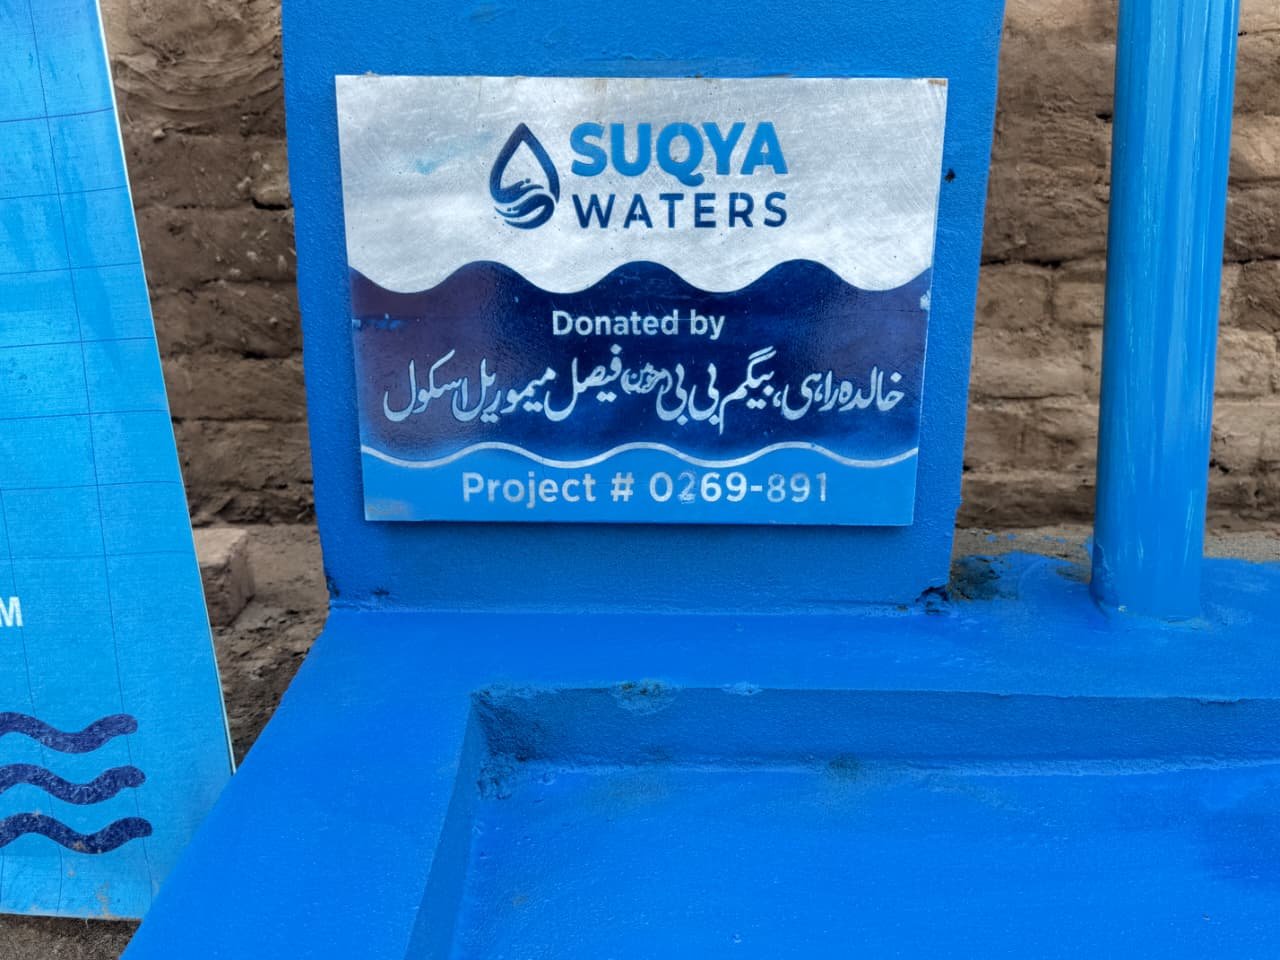 SUQYA
WATERS
Donated by
خالدہ راہی، بیگم بی بی فیصل میموریل اسکول
Project # 0269-891
M